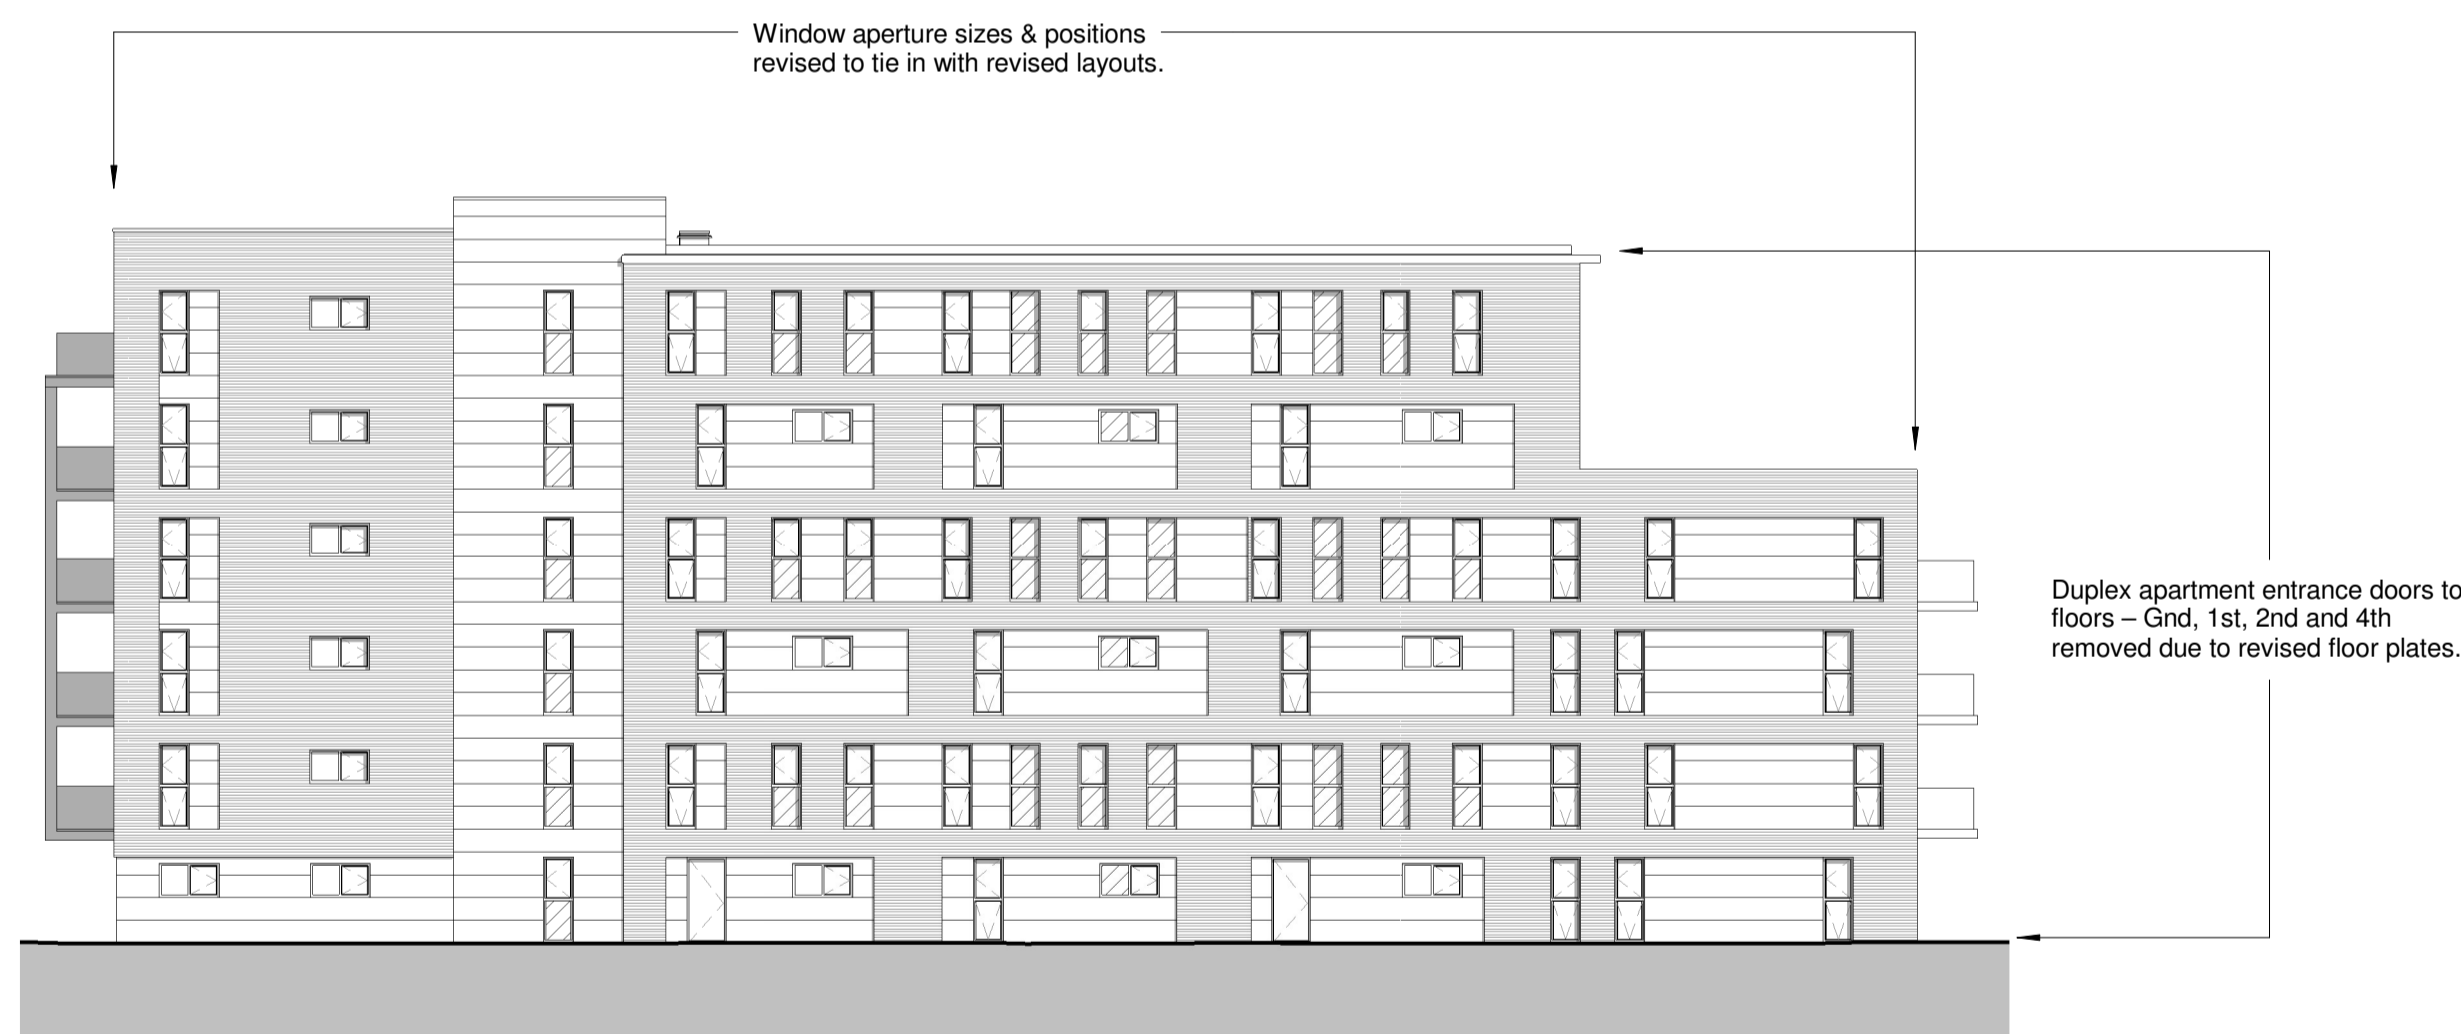 Window aperture sizes & positions
revised to tie in with revised layouts.
Duplex apartment entrance doors to
floors – Gnd, 1st, 2nd and 4th
removed due to revised floor plates.